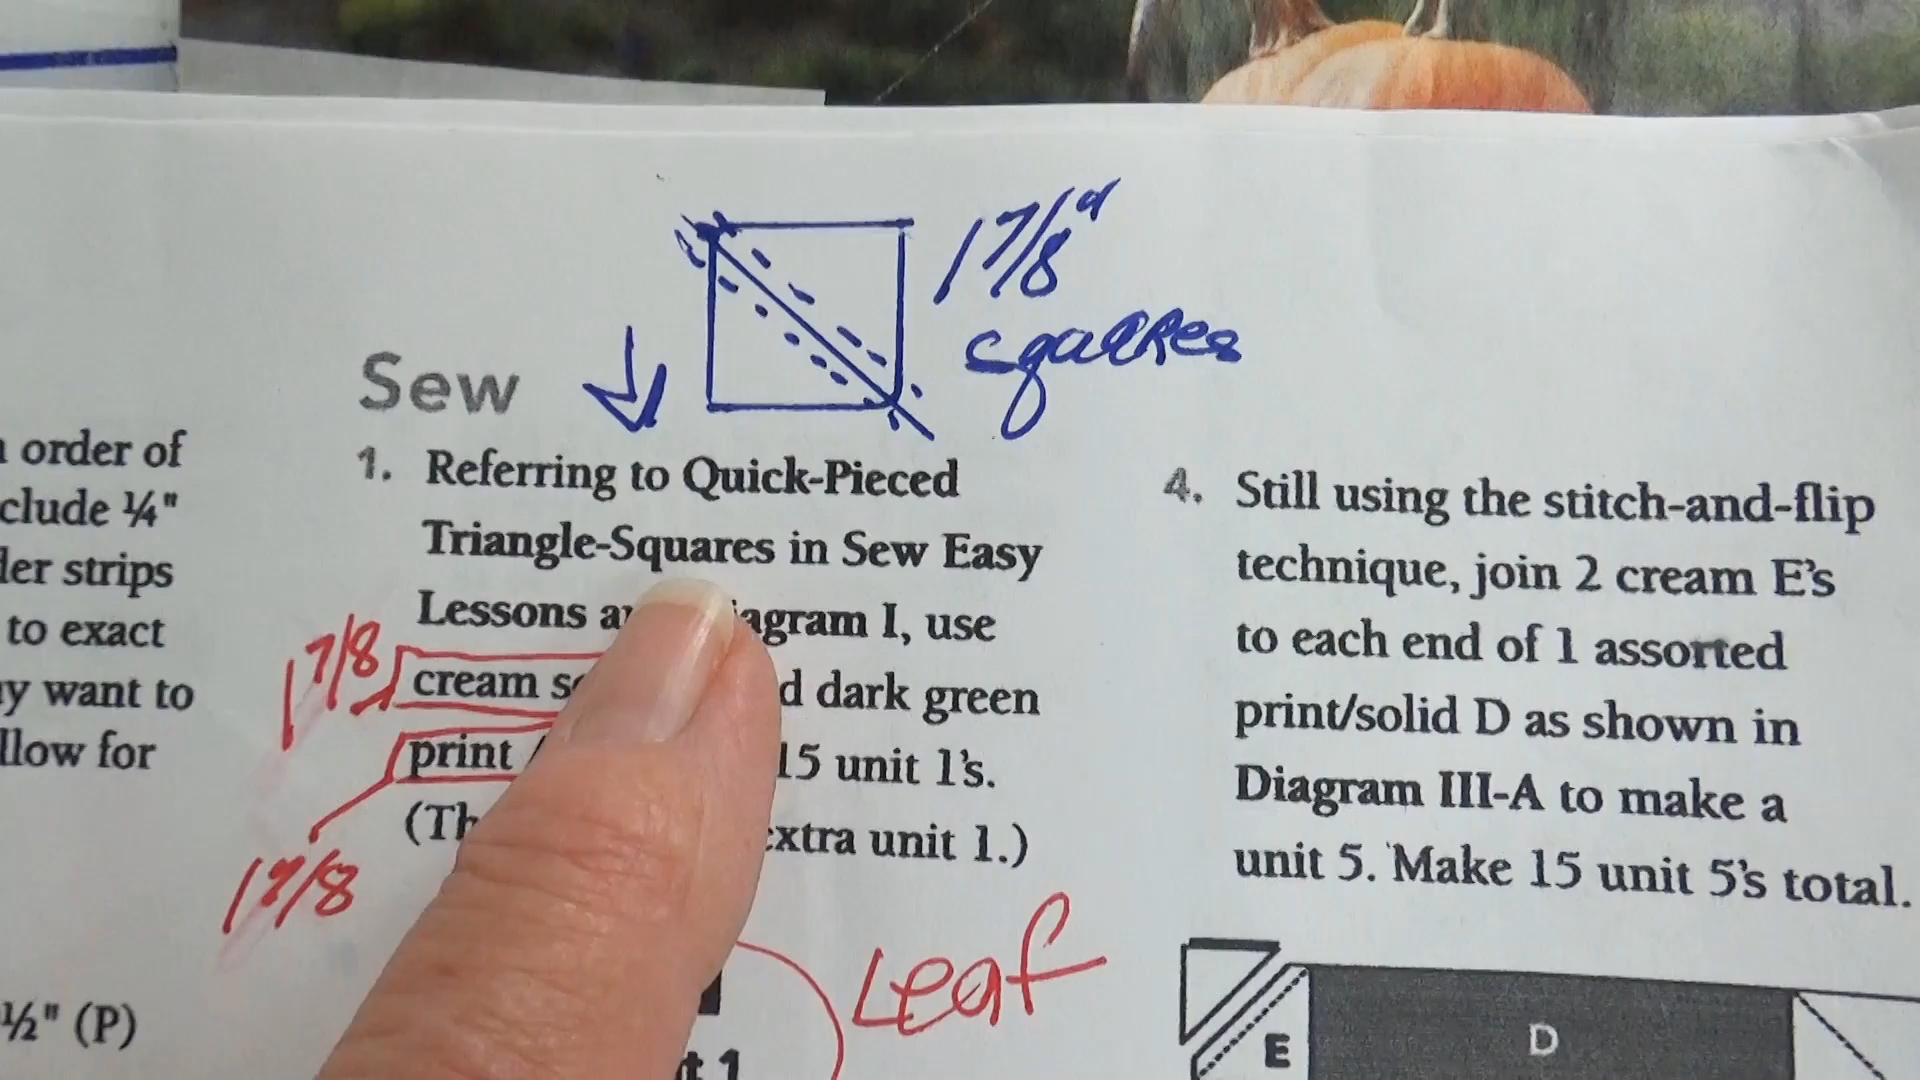 1 7/8"
squares
Sew
order of
clude ¼"
der strips
to exact
y want to
llow for
½" (P)
1. Referring to Quick-Pieced
Triangle-Squares in Sew Easy
Lessons agram I, use
1 7/8
cream d dark green
print 15 unit 1's.
(Th xtra unit 1.)
1 7/8
Leaf
t 1
4. Still using the stitch-and-flip
technique, join 2 cream E's
to each end of 1 assorted
print/solid D as shown in
Diagram III-A to make a
unit 5. Make 15 unit 5's total.
E
D